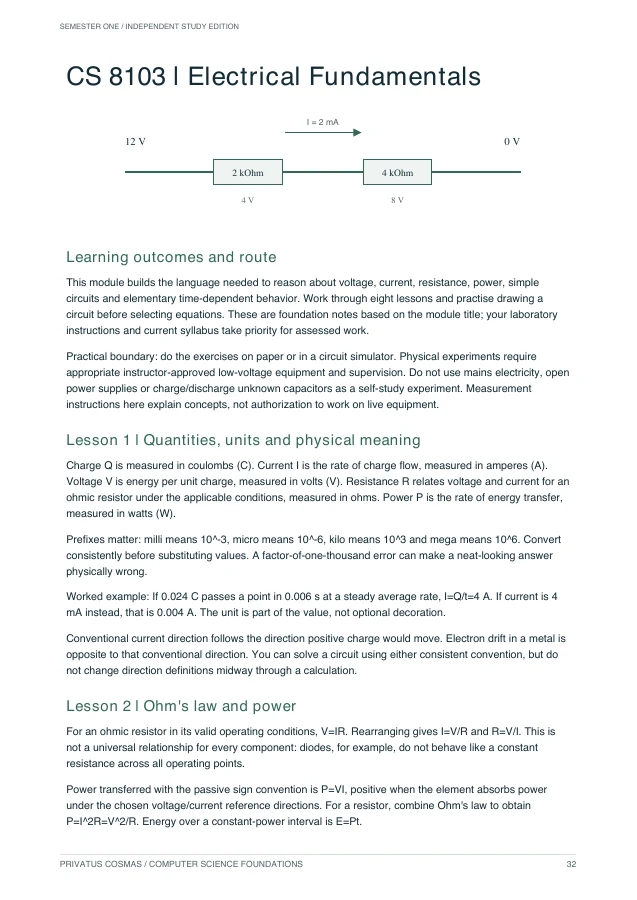 SEMESTER ONE / INDEPENDENT STUDY EDITION
CS 8103 | Electrical Fundamentals
I = 2 mA
12 V
0 V
2 kOhm
4 kOhm
4 V
8 V
Learning outcomes and route
This module builds the language needed to reason about voltage, current, resistance, power, simple
circuits and elementary time-dependent behavior. Work through eight lessons and practise drawing a
circuit before selecting equations. These are foundation notes based on the module title; your laboratory
instructions and current syllabus take priority for assessed work.
Practical boundary: do the exercises on paper or in a circuit simulator. Physical experiments require
appropriate instructor-approved low-voltage equipment and supervision. Do not use mains electricity, open
power supplies or charge/discharge unknown capacitors as a self-study experiment. Measurement
instructions here explain concepts, not authorization to work on live equipment.
Lesson 1 | Quantities, units and physical meaning
Charge Q is measured in coulombs (C). Current I is the rate of charge flow, measured in amperes (A).
Voltage V is energy per unit charge, measured in volts (V). Resistance R relates voltage and current for an
ohmic resistor under the applicable conditions, measured in ohms. Power P is the rate of energy transfer,
measured in watts (W).
Prefixes matter: milli means 10^-3, micro means 10^-6, kilo means 10^3 and mega means 10^6. Convert
consistently before substituting values. A factor-of-one-thousand error can make a neat-looking answer
physically wrong.
Worked example: If 0.024 C passes a point in 0.006 s at a steady average rate, I=Q/t=4 A. If current is 4
mA instead, that is 0.004 A. The unit is part of the value, not optional decoration.
Conventional current direction follows the direction positive charge would move. Electron drift in a metal is
opposite to that conventional direction. You can solve a circuit using either consistent convention, but do
not change direction definitions midway through a calculation.
Lesson 2 | Ohm's law and power
For an ohmic resistor in its valid operating conditions, V=IR. Rearranging gives I=V/R and R=V/I. This is
not a universal relationship for every component: diodes, for example, do not behave like a constant
resistance across all operating points.
Power transferred with the passive sign convention is P=VI, positive when the element absorbs power
under the chosen voltage/current reference directions. For a resistor, combine Ohm's law to obtain
P=I^2R=V^2/R. Energy over a constant-power interval is E=Pt.
PRIVATUS COSMAS / COMPUTER SCIENCE FOUNDATIONS
32